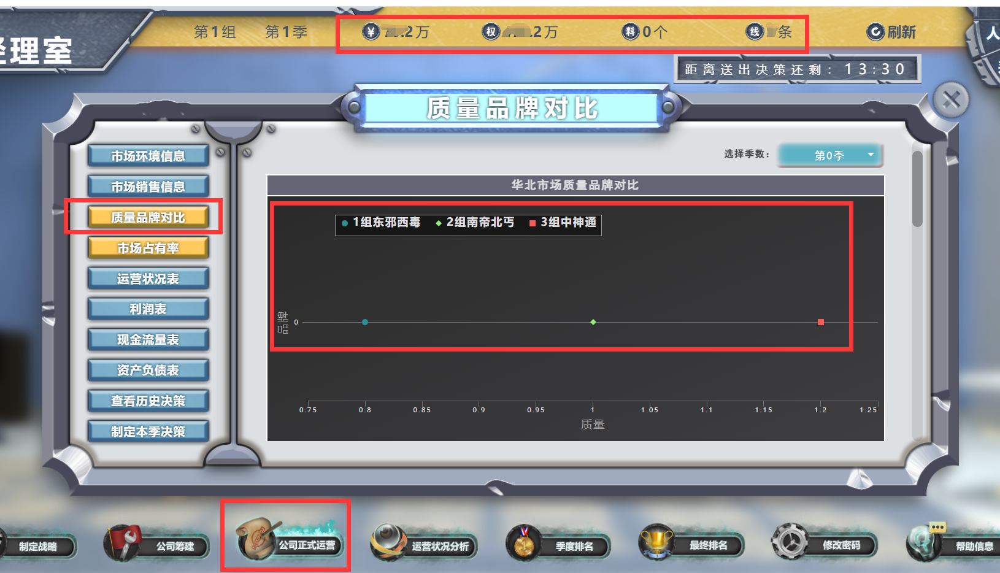 经理室
第1组 第1季 ¥ .2万 权 .2万 料 0个 线 条 刷新
人
距离送出决策还剩：13:30
质量品牌对比
选择季数： 第0季
市场环境信息
市场销售信息
质量品牌对比
市场占有率
运营状况表
利润表
现金流量表
资产负债表
查看历史决策
制定本季决策
华北市场质量品牌对比
1组东邪西毒 2组南帝北丐 3组中神通
品牌
0
0.75 0.8 0.85 0.9 0.95 1 1.05 1.1 1.15 1.2 1.25
质量
制定战略 公司筹建 公司正式运营 运营状况分析 季度排名 最终排名 修改密码 帮助信息